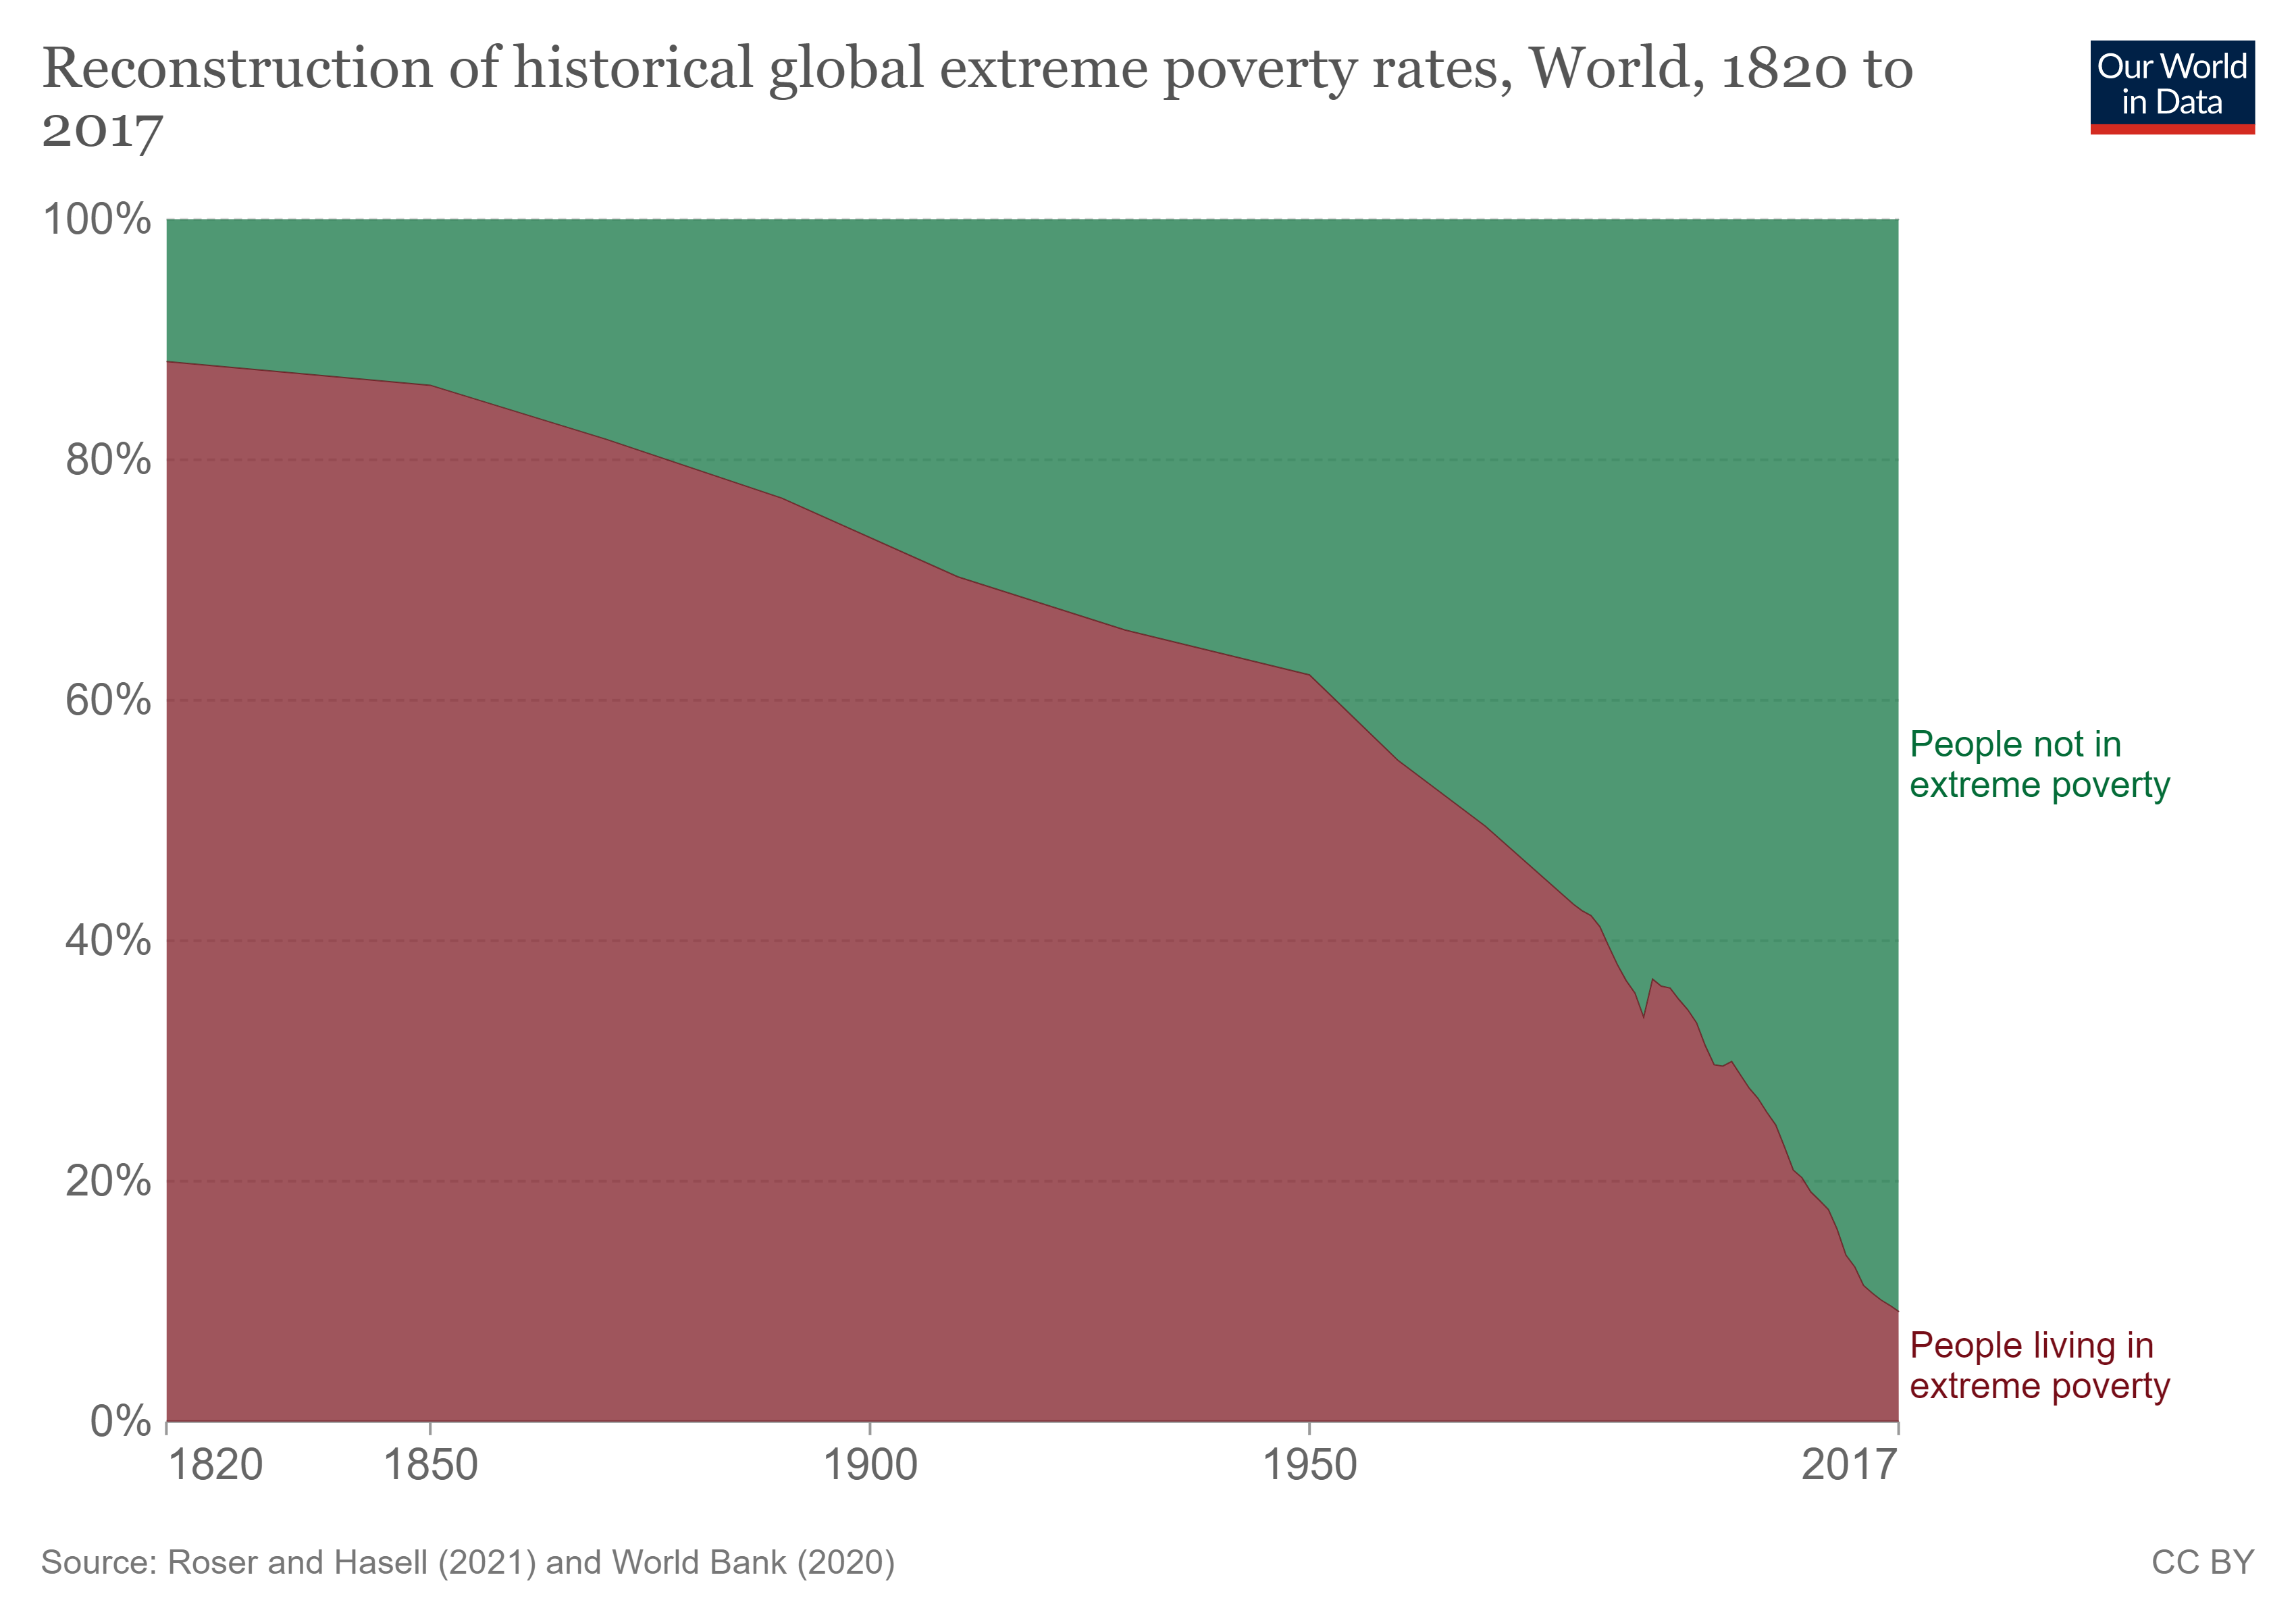 Reconstruction of historical global extreme poverty rates, World, 1820 to
2017
Our World
in Data
100%
80%
60%
40%
20%
0%
People not in
extreme poverty
People living in
extreme poverty
1820 1850 1900 1950 2017
Source: Roser and Hasell (2021) and World Bank (2020)
CC BY